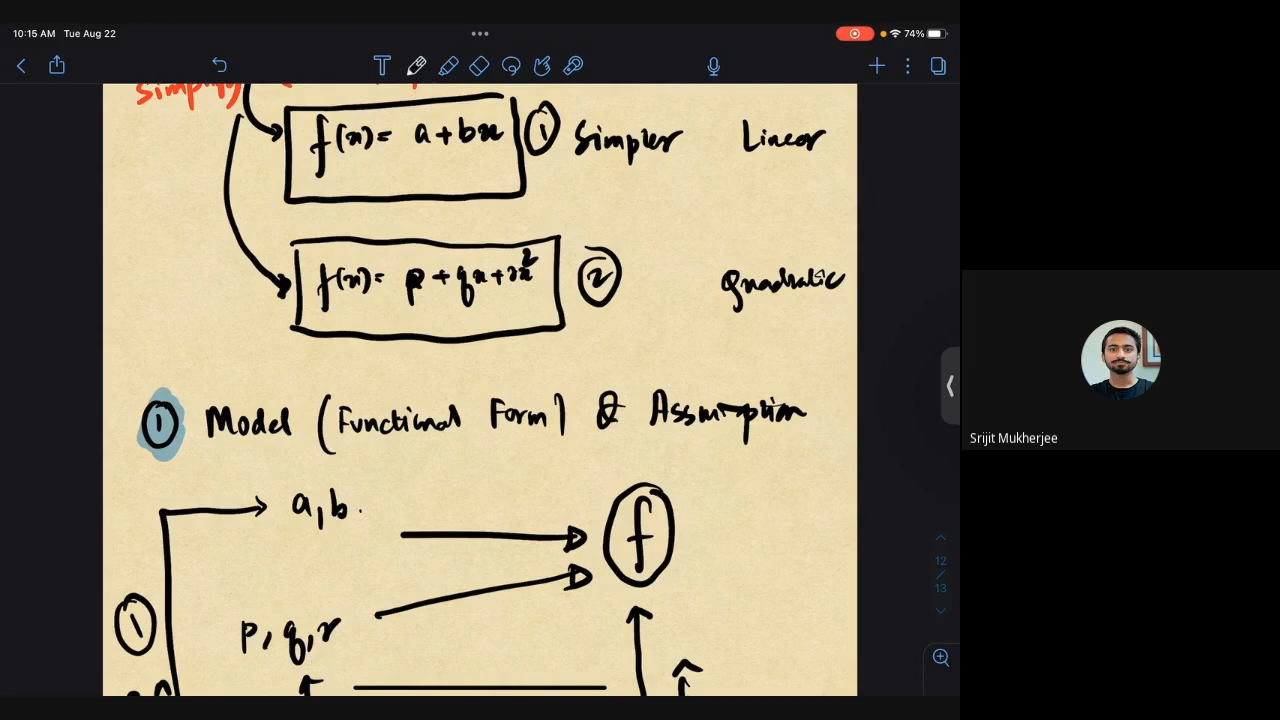 10:15 AM Tue Aug 22
74%
simplify
f(x) = a + bx ① Simpler Linear
f(x) = p + qx + rx² ② Quadratic
① Model (Functional Form) & Assumption
a, b.
f
①
p, q, r
12
/
13
Srijit Mukherjee